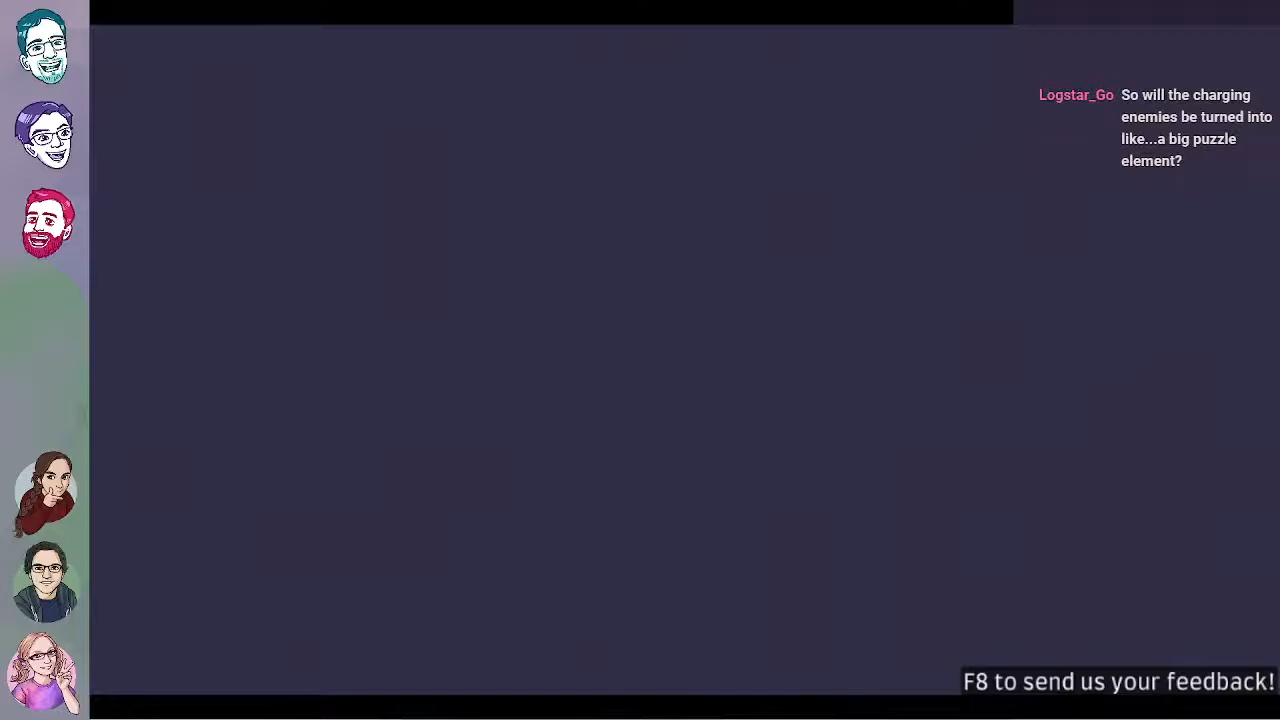 Logstar_Go So will the charging
enemies be turned into
like...a big puzzle
element?
F8 to send us your feedback!